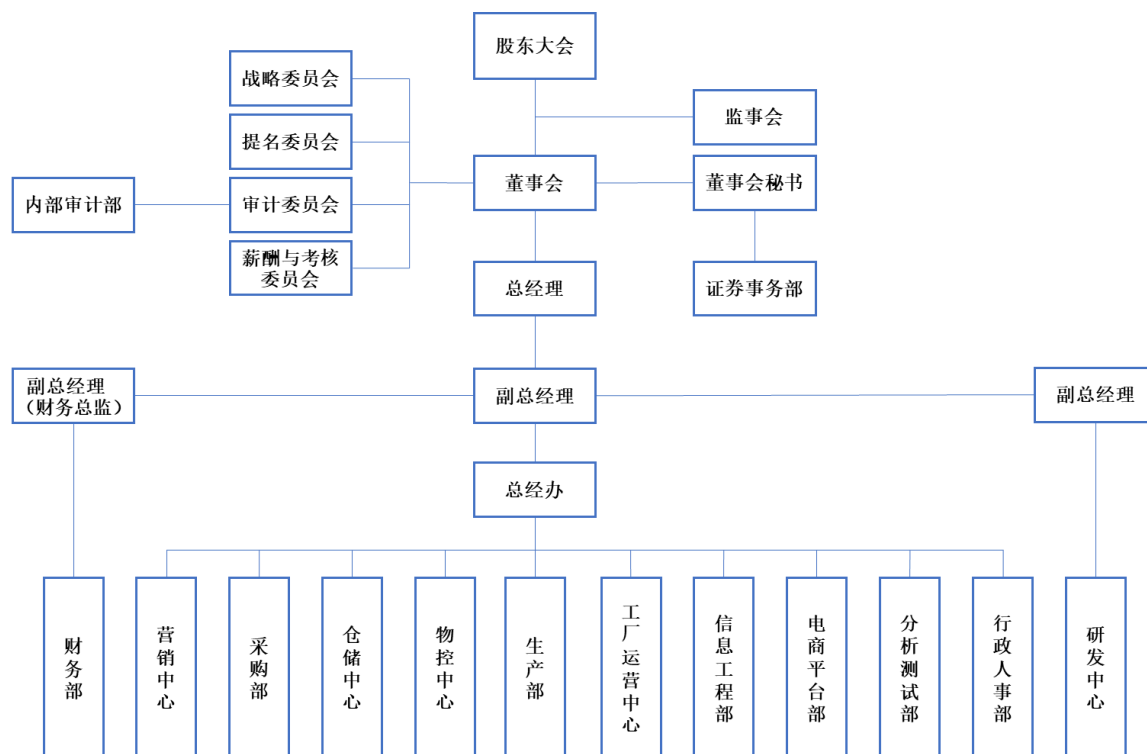 股东大会
战略委员会
监事会
提名委员会
董事会
董事会秘书
内部审计部
审计委员会
薪酬与考核
委员会
总经理
证券事务部
副总经理
（财务总监）
副总经理
副总经理
总经办
财务部
营销中心
采购部
仓储中心
物控中心
生产部
工厂运营中心
信息工程部
电商平台部
分析测试部
行政人事部
研发中心